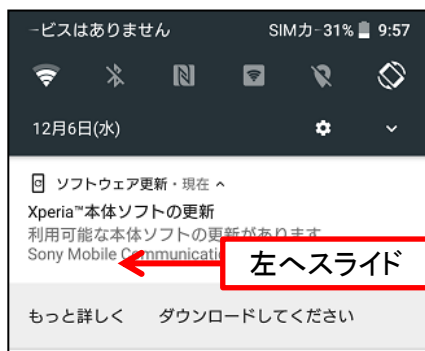 -ビスはありません SIMカ-31% 9:57
12月6日(水)
ソフトウェア更新・現在
Xperia™本体ソフトの更新
利用可能な本体ソフトの更新があります
Sony Mobile Communicati
左へスライド
もっと詳しく ダウンロードしてください